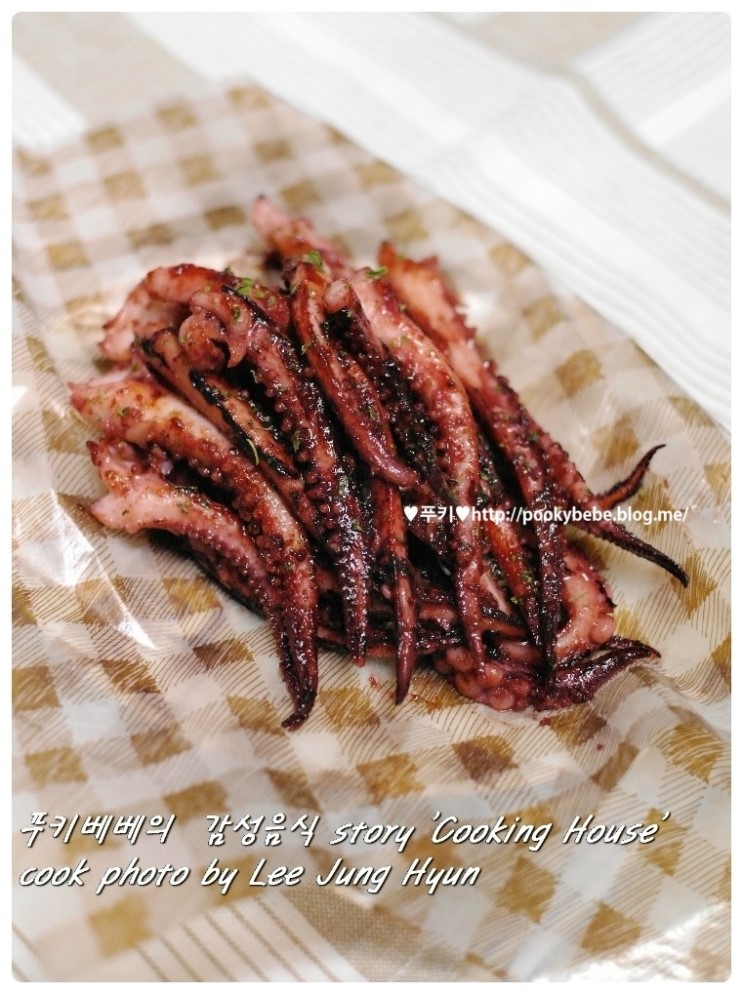 ♥푸키♥http://pookybebe.blog.me/
푸키베베의 감성음식 story 'Cooking House'
cook photo by Lee Jung Hyun